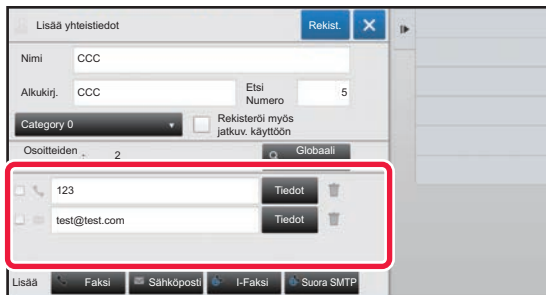 Lisää yhteistiedot Rekist.
Nimi CCC
Alkukirj. CCC Etsi Numero 5
Category 0 Rekisteröi myös jatkuv. käyttöön
Osoitteiden : 2 Globaali
123 Tiedot
test@test.com Tiedot
Lisää Faksi Sähköposti I-Faksi Suora SMTP